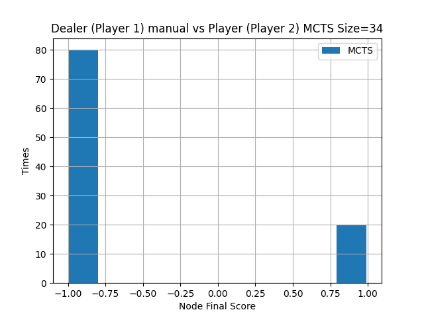 Dealer (Player 1) manual vs Player (Player 2) MCTS Size=34
MCTS
80
70
60
50
40
30
20
10
0
Times
−1.00 −0.75 −0.50 −0.25 0.00 0.25 0.50 0.75 1.00
Node Final Score